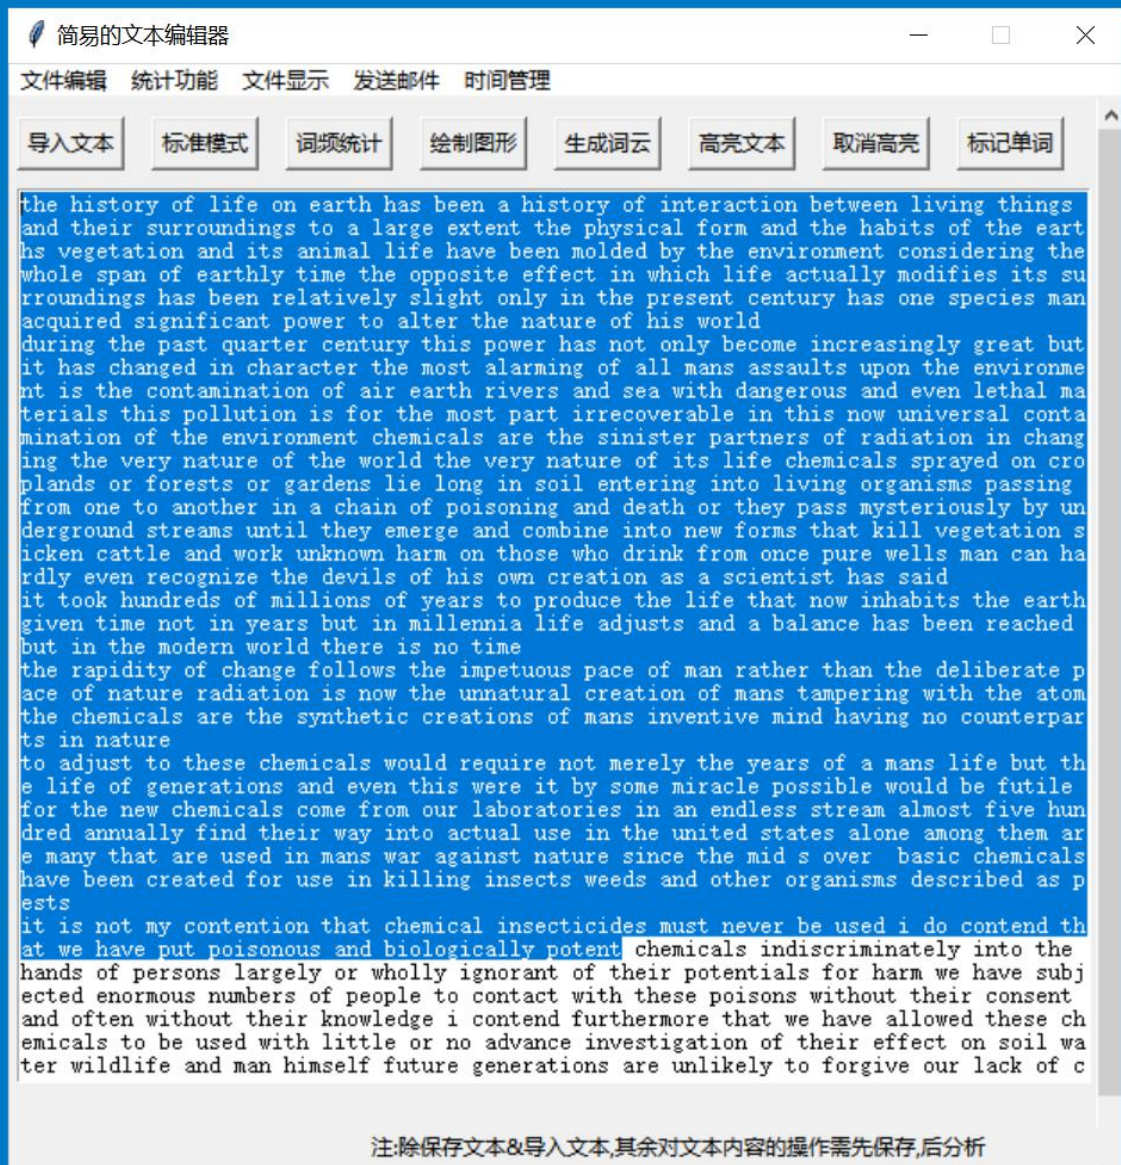 简易的文本编辑器
文件编辑 统计功能 文件显示 发送邮件 时间管理
导入文本 标准模式 词频统计 绘制图形 生成词云 高亮文本 取消高亮 标记单词
the history of life on earth has been a history of interaction between living things
and their surroundings to a large extent the physical form and the habits of the eart
hs vegetation and its animal life have been molded by the environment considering the
whole span of earthly time the opposite effect in which life actually modifies its su
rroundings has been relatively slight only in the present century has one species man
acquired significant power to alter the nature of his world
during the past quarter century this power has not only become increasingly great but
it has changed in character the most alarming of all mans assaults upon the environme
nt is the contamination of air earth rivers and sea with dangerous and even lethal ma
terials this pollution is for the most part irrecoverable in this now universal conta
mination of the environment chemicals are the sinister partners of radiation in chang
ing the very nature of the world the very nature of its life chemicals sprayed on cro
plands or forests or gardens lie long in soil entering into living organisms passing
from one to another in a chain of poisoning and death or they pass mysteriously by un
derground streams until they emerge and combine into new forms that kill vegetation s
icken cattle and work unknown harm on those who drink from once pure wells man can ha
rdly even recognize the devils of his own creation as a scientist has said
it took hundreds of millions of years to produce the life that now inhabits the earth
given time not in years but in millennia life adjusts and a balance has been reached
but in the modern world there is no time
the rapidity of change follows the impetuous pace of man rather than the deliberate p
ace of nature radiation is now the unnatural creation of mans tampering with the atom
the chemicals are the synthetic creations of mans inventive mind having no counterpar
ts in nature
to adjust to these chemicals would require not merely the years of a mans life but th
e life of generations and even this were it by some miracle possible would be futile
for the new chemicals come from our laboratories in an endless stream almost five hun
dred annually find their way into actual use in the united states alone among them ar
e many that are used in mans war against nature since the mid s over  basic chemicals
have been created for use in killing insects weeds and other organisms described as p
ests
it is not my contention that chemical insecticides must never be used i do contend th
at we have put poisonous and biologically potent chemicals indiscriminately into the
hands of persons largely or wholly ignorant of their potentials for harm we have subj
ected enormous numbers of people to contact with these poisons without their consent
and often without their knowledge i contend furthermore that we have allowed these ch
emicals to be used with little or no advance investigation of their effect on soil wa
ter wildlife and man himself future generations are unlikely to forgive our lack of c
注:除保存文本&导入文本,其余对文本内容的操作需先保存,后分析